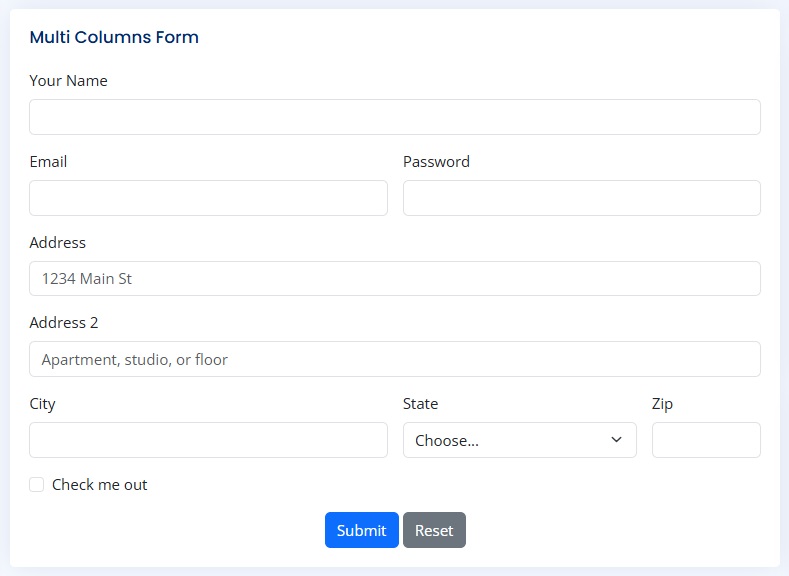 Multi Columns Form
Your Name
Email Password
Address
1234 Main St
Address 2
Apartment, studio, or floor
City State Zip
Choose...
Check me out
Submit Reset